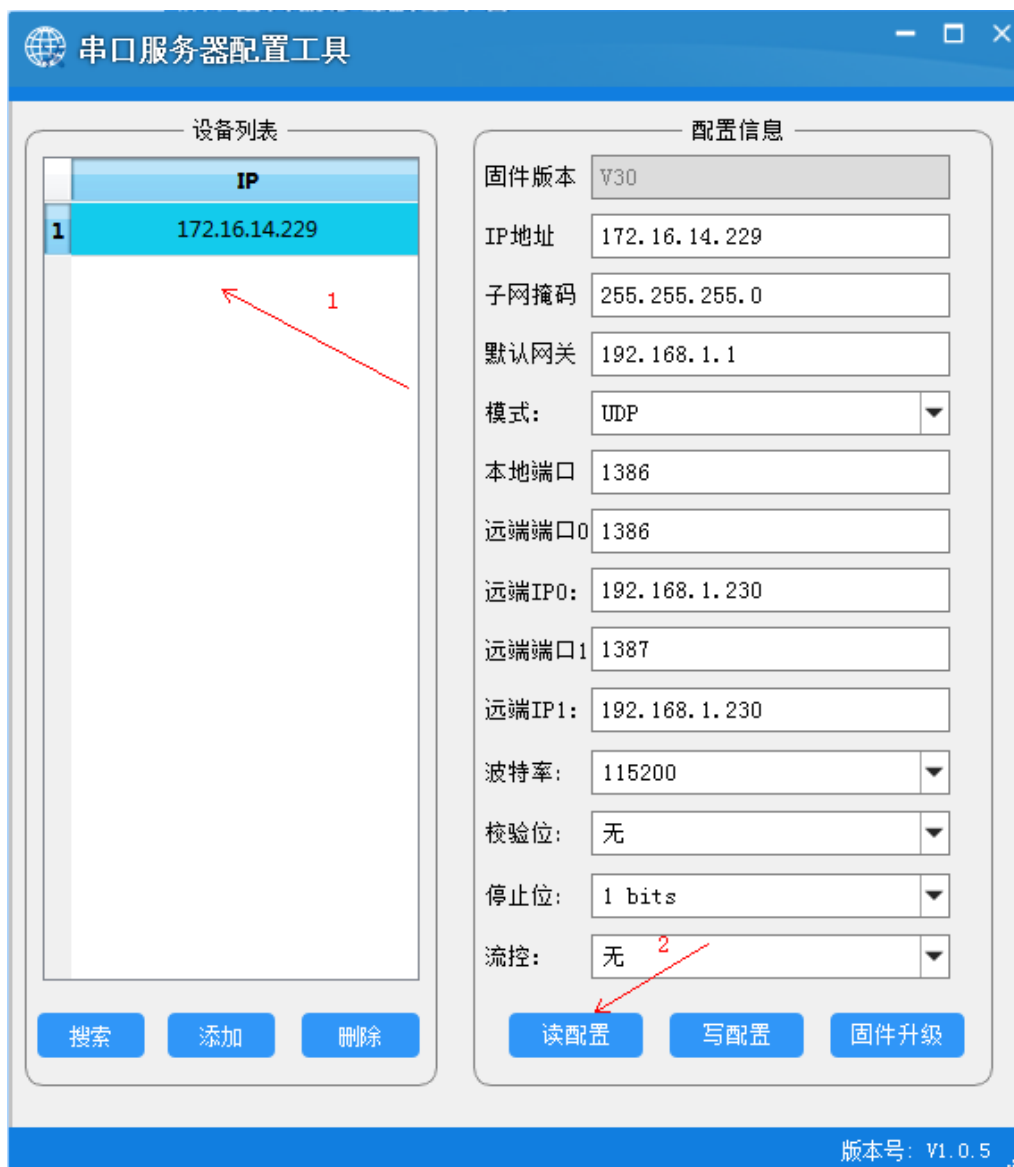 串口服务器配置工具
设备列表
IP
1 172.16.14.229
1
搜索 添加 删除
配置信息
固件版本 V30
IP地址 172.16.14.229
子网掩码 255.255.255.0
默认网关 192.168.1.1
模式: UDP
本地端口 1386
远端端口0 1386
远端IP0: 192.168.1.230
远端端口1 1387
远端IP1: 192.168.1.230
波特率: 115200
校验位: 无
停止位: 1 bits
流控: 无
2
读配置 写配置 固件升级
版本号: V1.0.5